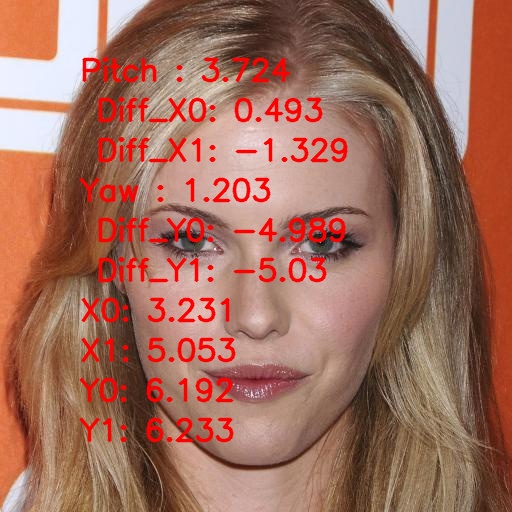 Pitch : 3.724
Diff_X0: 0.493
Diff_X1: -1.329
Yaw : 1.203
Diff_Y0: -4.989
Diff_Y1: -5.03
X0: 3.231
X1: 5.053
Y0: 6.192
Y1: 6.233